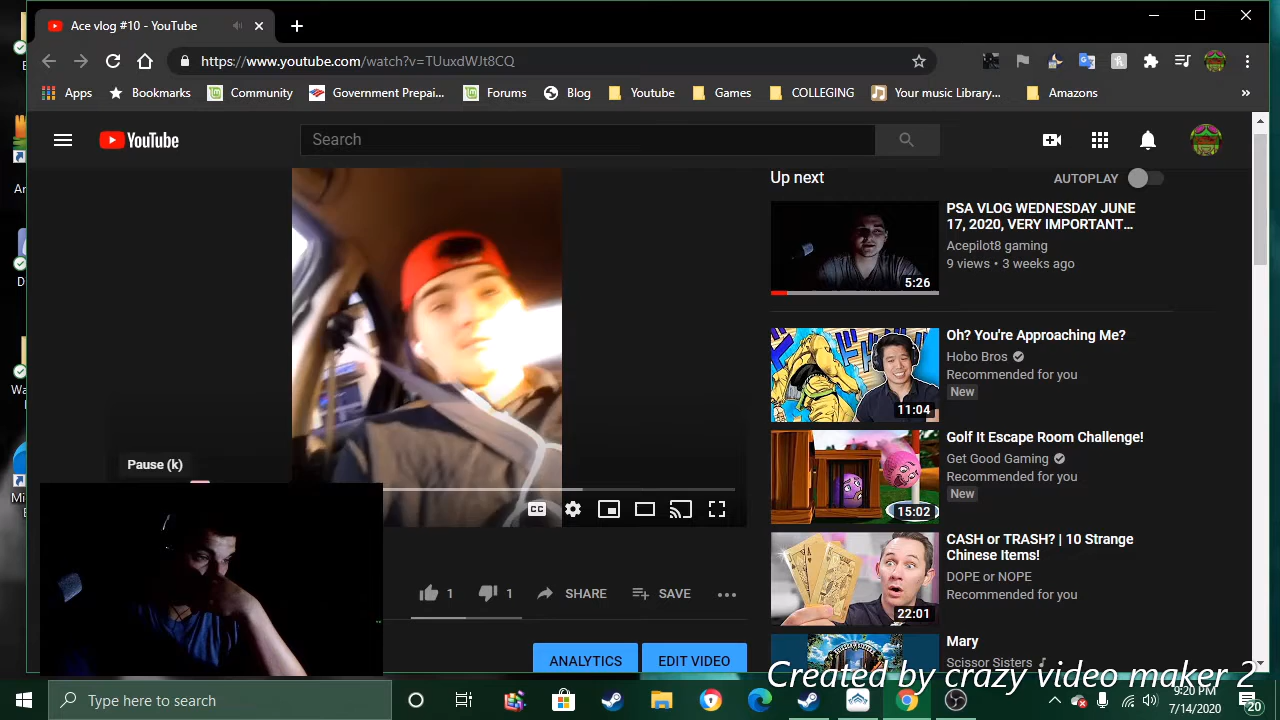 Ace vlog #10 - YouTube
https://www.youtube.com/watch?v=TUuxdWJt8CQ
Apps
Bookmarks
Community
Government Prepai...
Forums
Blog
Youtube
Games
COLLEGING
Your music Library...
Amazons
YouTube
Search
Up next
AUTOPLAY
PSA VLOG WEDNESDAY JUNE
17, 2020, VERY IMPORTANT...
Acepilot8 gaming
9 views • 3 weeks ago
5:26
Oh? You're Approaching Me?
Hobo Bros
Recommended for you
New
11:04
Golf It Escape Room Challenge!
Get Good Gaming
Recommended for you
New
15:02
CASH or TRASH? | 10 Strange
Chinese Items!
DOPE or NOPE
Recommended for you
22:01
Mary
Scissor Sisters
Pause (k)
CC
1
1
SHARE
SAVE
ANALYTICS
EDIT VIDEO
Created by crazy video maker 2
Type here to search
9:20 PM
7/14/2020
20